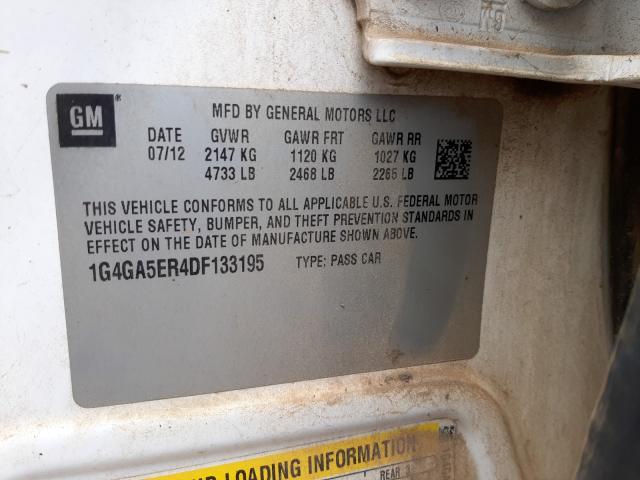 GM
MFD BY GENERAL MOTORS LLC
DATE GVWR GAWR FRT GAWR RR
07/12 2147 KG 1120 KG 1027 KG
4733 LB 2468 LB 2265 LB
THIS VEHICLE CONFORMS TO ALL APPLICABLE U.S. FEDERAL MOTOR
VEHICLE SAFETY, BUMPER, AND THEFT PREVENTION STANDARDS IN
EFFECT ON THE DATE OF MANUFACTURE SHOWN ABOVE.
1G4GA5ER4DF133195 TYPE: PASS CAR
LOADING INFORMATION
REAR 3